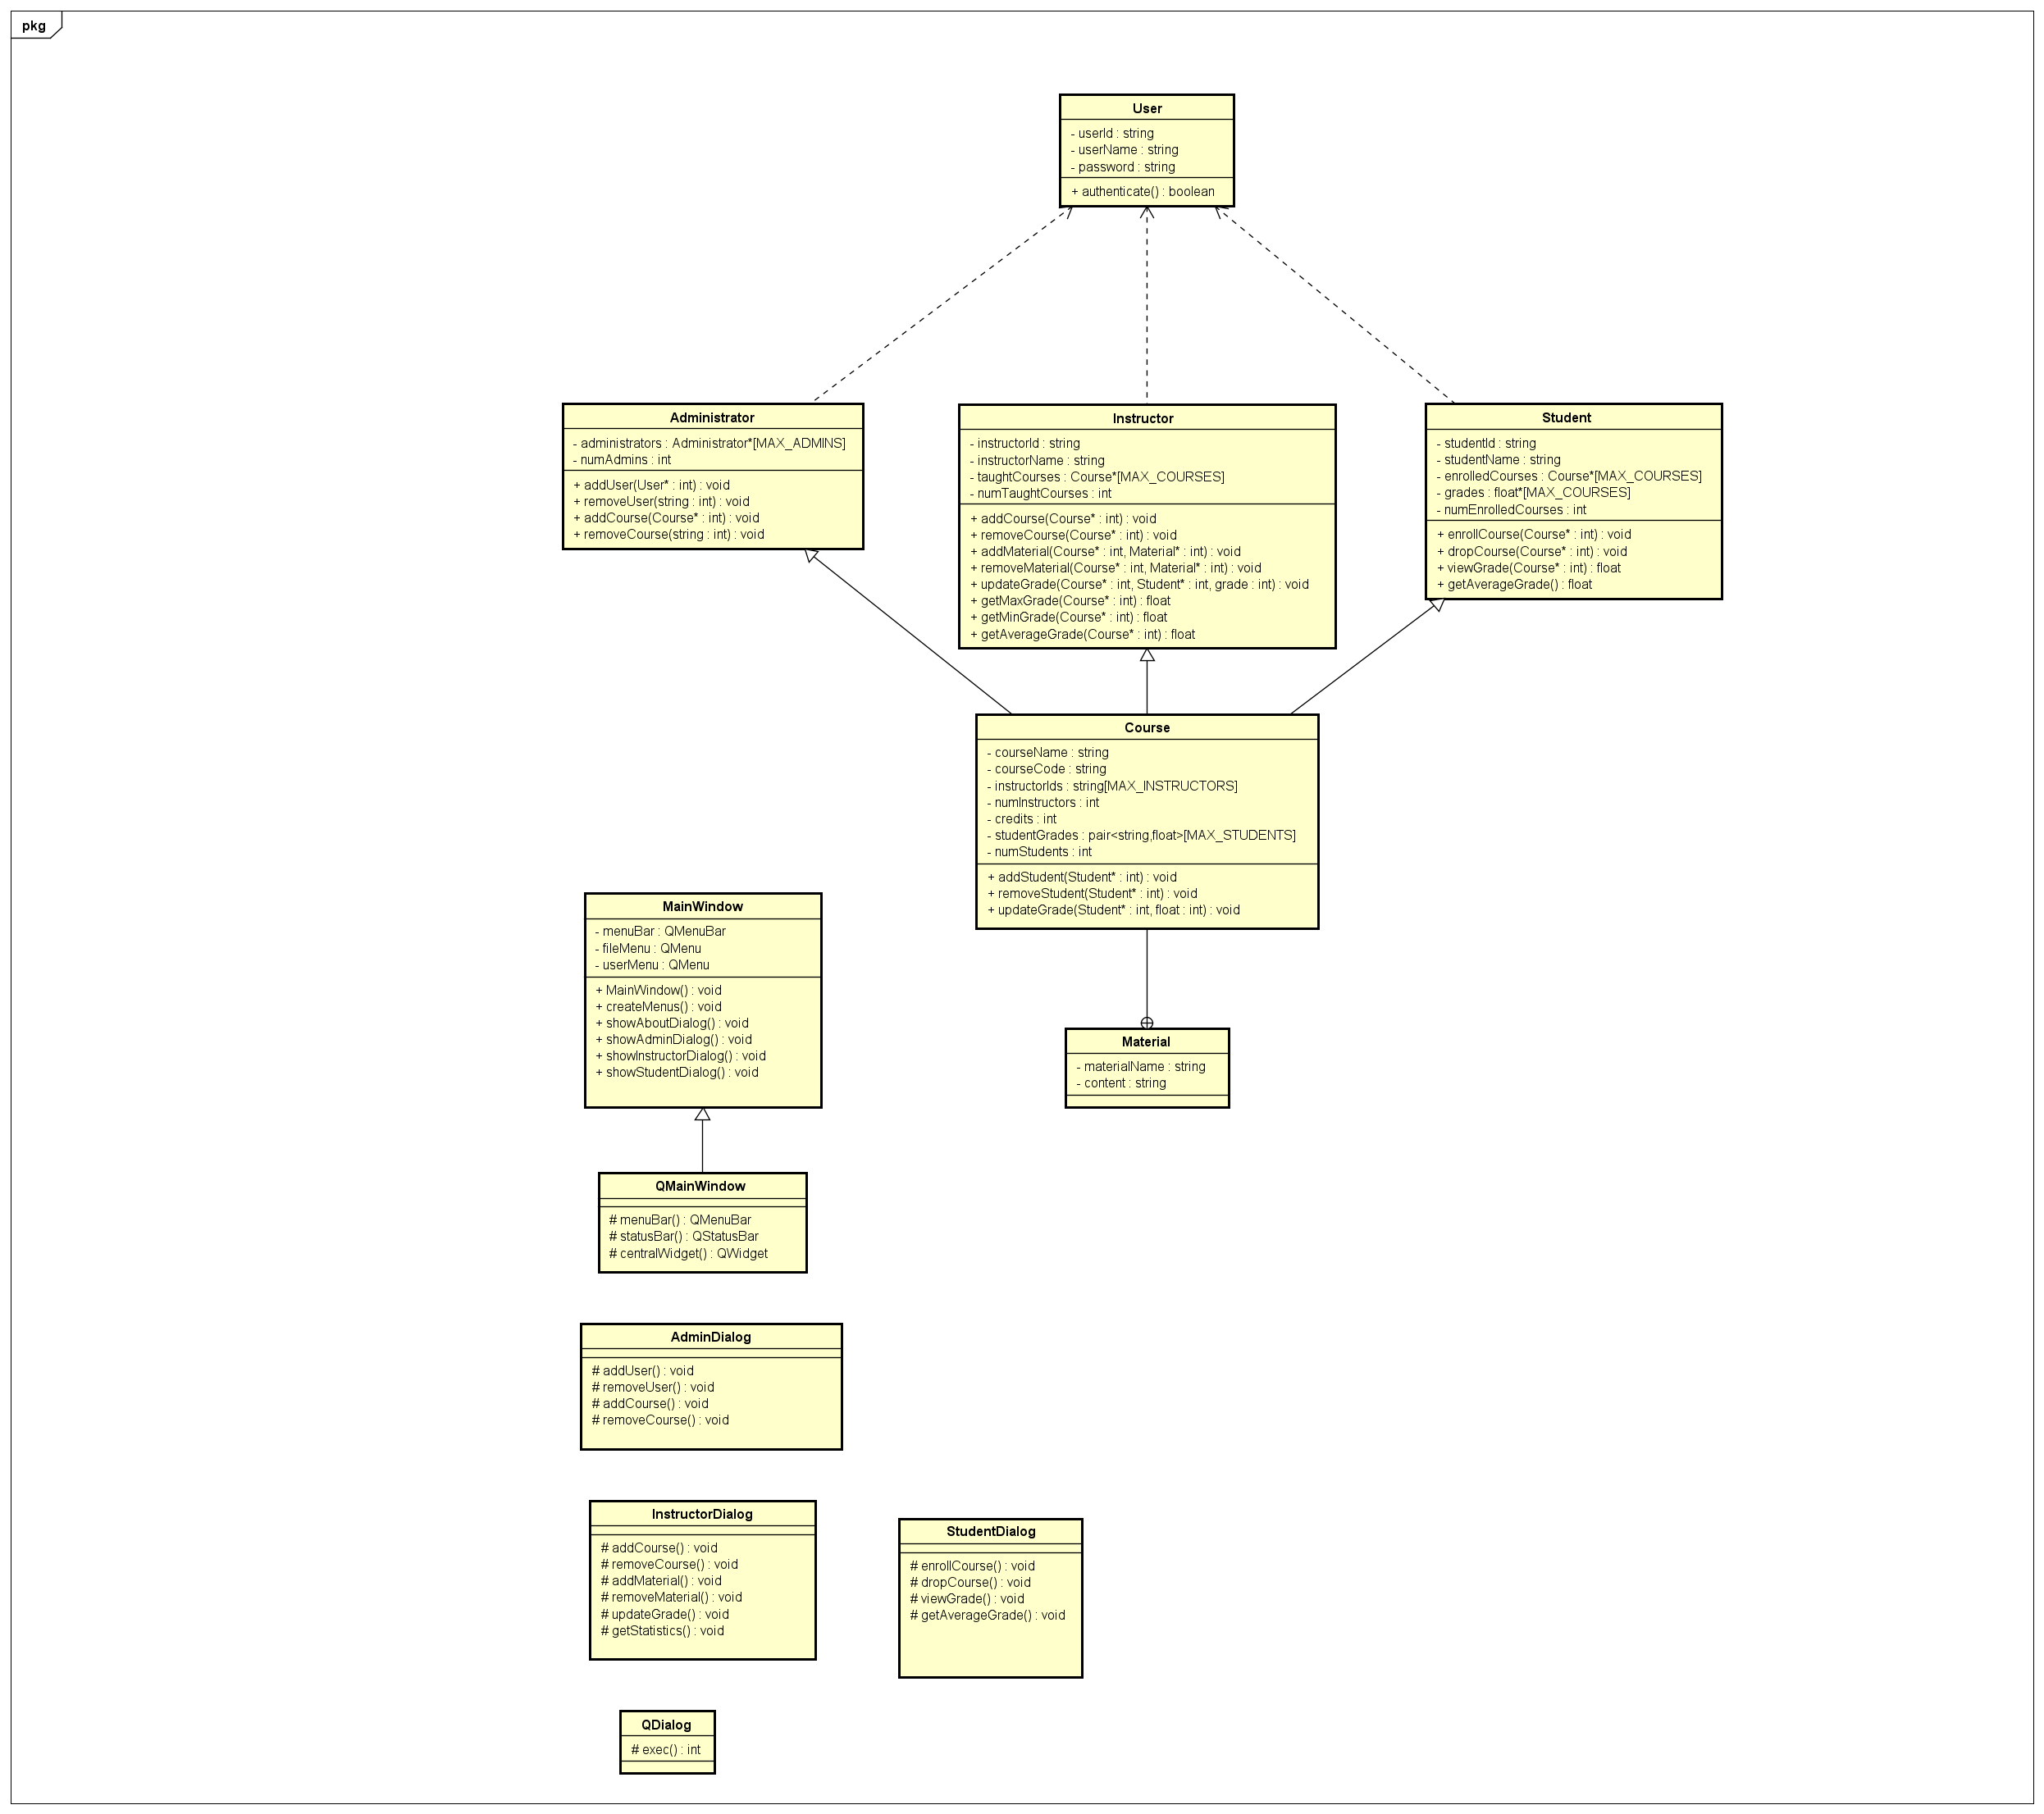 pkg
User
- userId : string
- userName : string
- password : string
+ authenticate() : boolean
Administrator
- administrators : Administrator*[MAX_ADMINS]
- numAdmins : int
+ addUser(User* : int) : void
+ removeUser(string : int) : void
+ addCourse(Course* : int) : void
+ removeCourse(string : int) : void
Instructor
- instructorId : string
- instructorName : string
- taughtCourses : Course*[MAX_COURSES]
- numTaughtCourses : int
+ addCourse(Course* : int) : void
+ removeCourse(Course* : int) : void
+ addMaterial(Course* : int, Material* : int) : void
+ removeMaterial(Course* : int, Material* : int) : void
+ updateGrade(Course* : int, Student* : int, grade : int) : void
+ getMaxGrade(Course* : int) : float
+ getMinGrade(Course* : int) : float
+ getAverageGrade(Course* : int) : float
Student
- studentId : string
- studentName : string
- enrolledCourses : Course*[MAX_COURSES]
- grades : float*[MAX_COURSES]
- numEnrolledCourses : int
+ enrollCourse(Course* : int) : void
+ dropCourse(Course* : int) : void
+ viewGrade(Course* : int) : float
+ getAverageGrade() : float
Course
- courseName : string
- courseCode : string
- instructorIds : string[MAX_INSTRUCTORS]
- numInstructors : int
- credits : int
- studentGrades : pair<string,float>[MAX_STUDENTS]
- numStudents : int
+ addStudent(Student* : int) : void
+ removeStudent(Student* : int) : void
+ updateGrade(Student* : int, float : int) : void
MainWindow
- menuBar : QMenuBar
- fileMenu : QMenu
- userMenu : QMenu
+ MainWindow() : void
+ createMenus() : void
+ showAboutDialog() : void
+ showAdminDialog() : void
+ showInstructorDialog() : void
+ showStudentDialog() : void
Material
- materialName : string
- content : string
QMainWindow
# menuBar() : QMenuBar
# statusBar() : QStatusBar
# centralWidget() : QWidget
AdminDialog
# addUser() : void
# removeUser() : void
# addCourse() : void
# removeCourse() : void
InstructorDialog
# addCourse() : void
# removeCourse() : void
# addMaterial() : void
# removeMaterial() : void
# updateGrade() : void
# getStatistics() : void
StudentDialog
# enrollCourse() : void
# dropCourse() : void
# viewGrade() : void
# getAverageGrade() : void
QDialog
# exec() : int